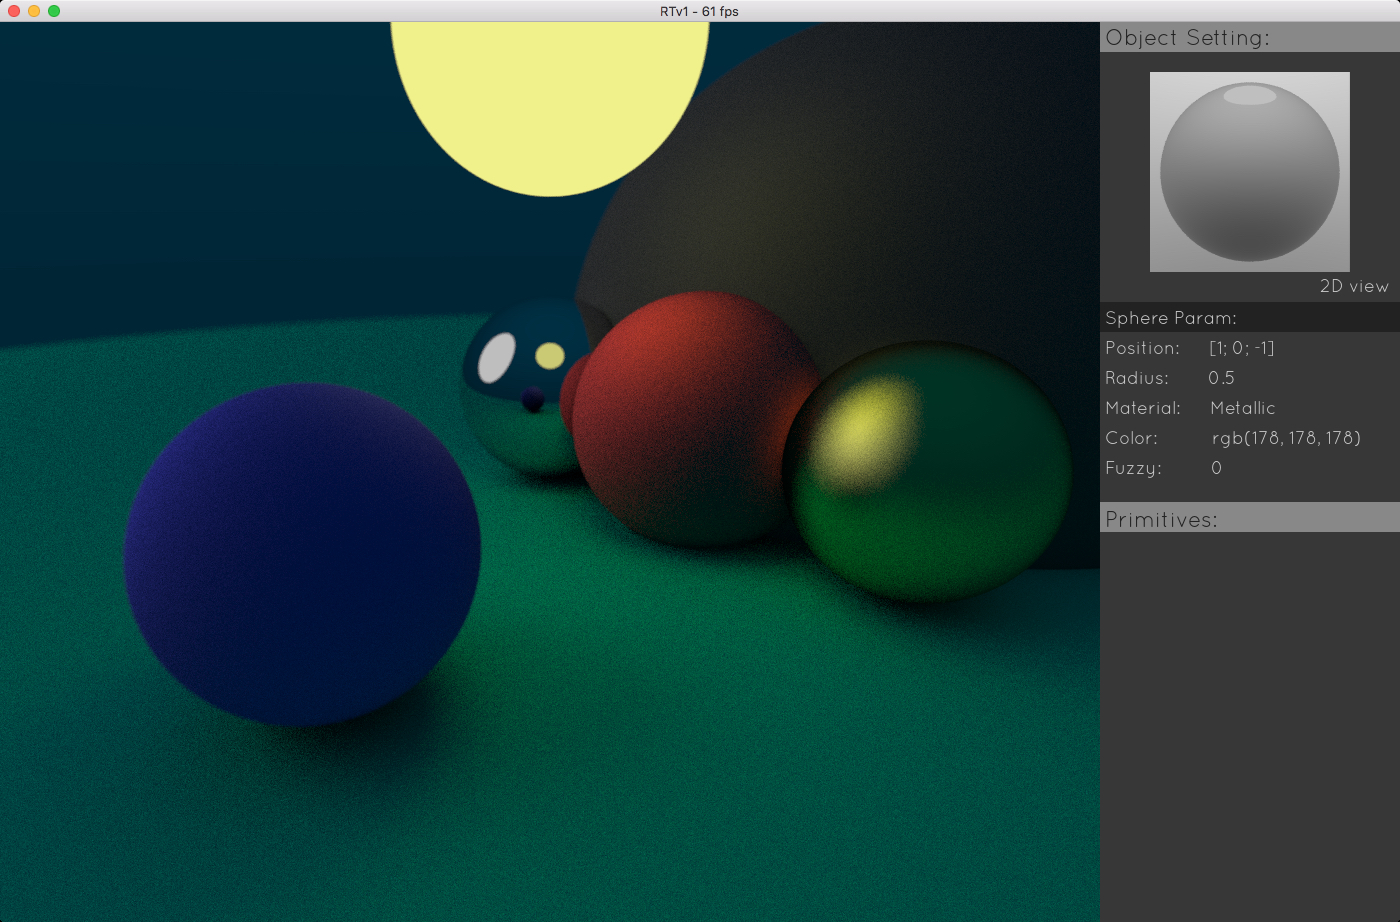 RTv1 - 61 fps
Object Setting:
2D view
Sphere Param:
Position: [1; 0; -1]
Radius: 0.5
Material: Metallic
Color: rgb(178, 178, 178)
Fuzzy: 0
Primitives: